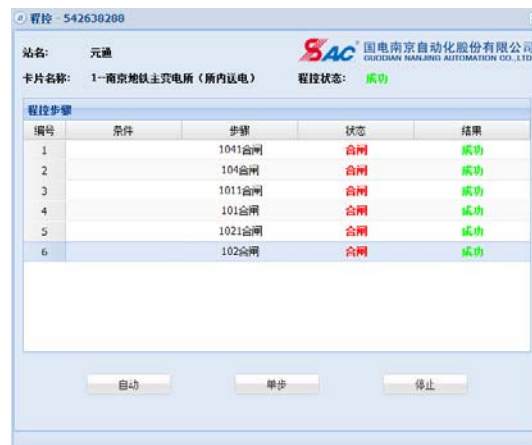 程控 - 542638288
站名: 元通
SAC 国电南京自动化股份有限公司
GUODIAN NANJING AUTOMATION CO.,LTD
卡片名称: 1--南京地铁主变电所(所内送电) 程控状态: 成功
程控步骤
编号 条件 步骤 状态 结果
1 1041合闸 合闸 成功
2 104合闸 合闸 成功
3 1011合闸 合闸 成功
4 101合闸 合闸 成功
5 1021合闸 合闸 成功
6 102合闸 合闸 成功
自动 单步 停止